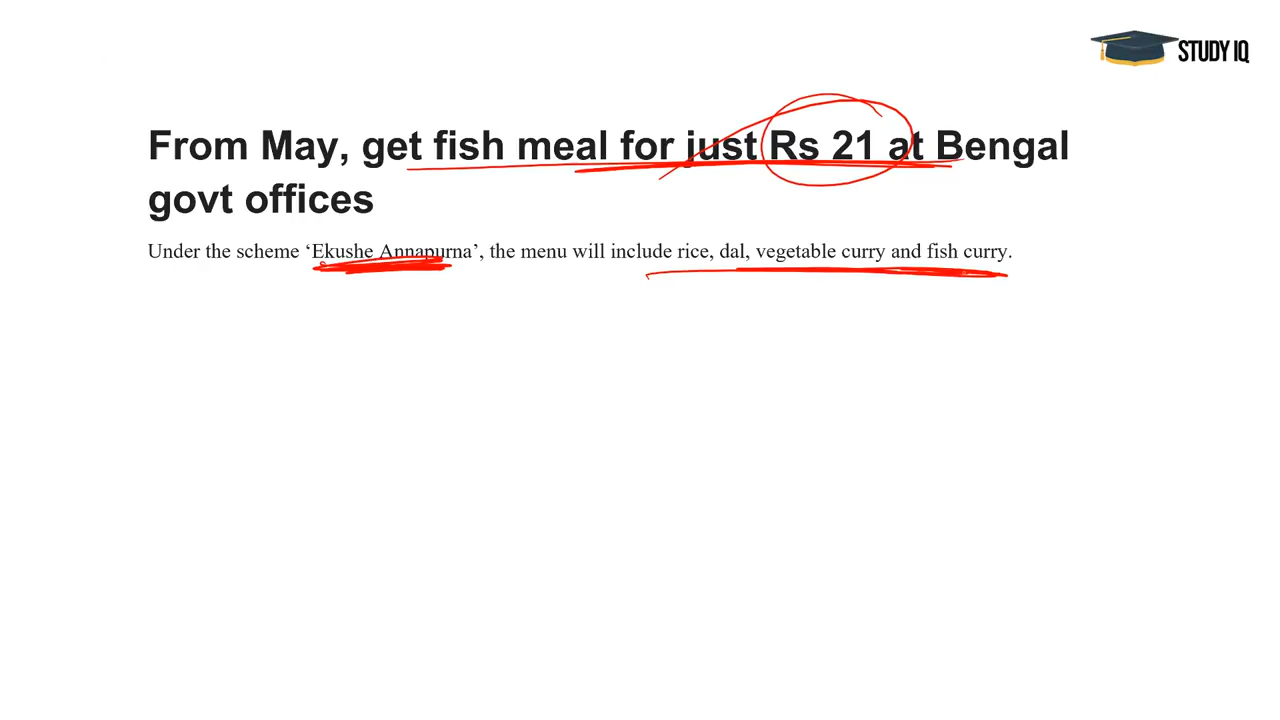 STUDY IQ
From May, get fish meal for just Rs 21 at Bengal
govt offices
Under the scheme ‘Ekushe Annapurna’, the menu will include rice, dal, vegetable curry and fish curry.